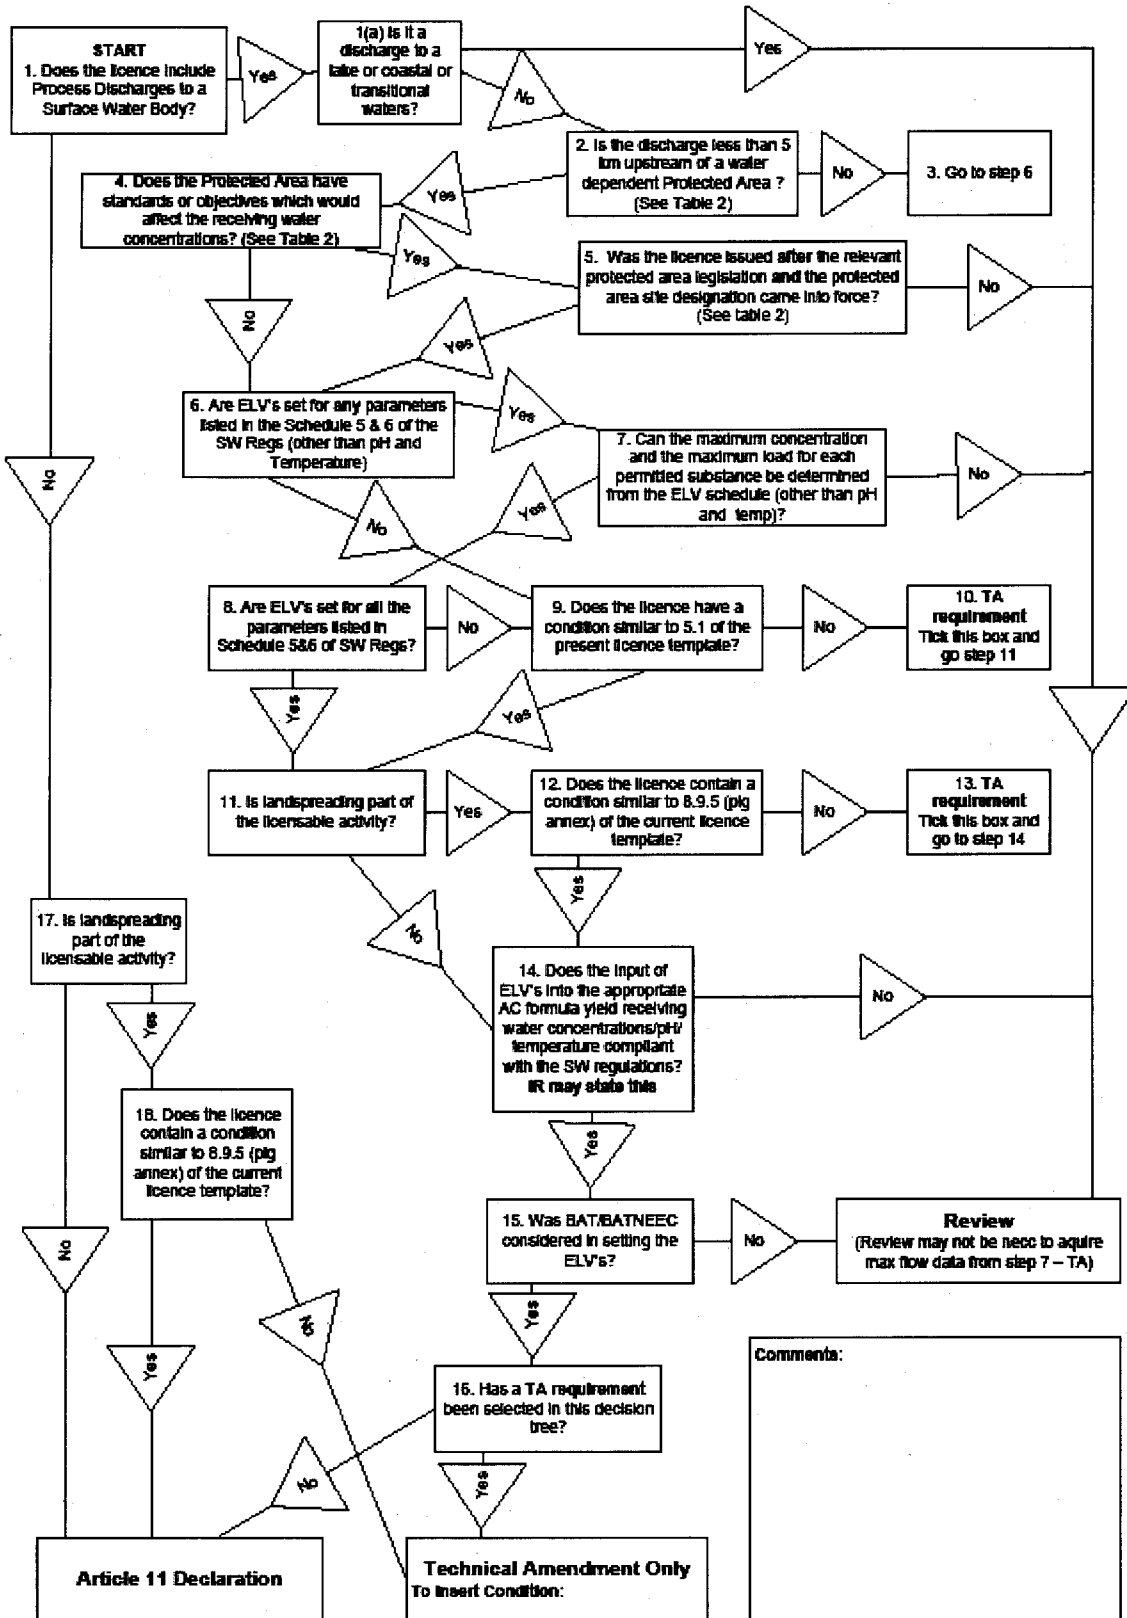 START
1. Does the licence include
Process Discharges to a
Surface Water Body?
Yes
1(a) Is it a
discharge to a
lake or coastal or
transitional
waters?
Yes
No
2. Is the discharge less than 5
km upstream of a water
dependent Protected Area ?
(See Table 2)
No
3. Go to step 6
Yes
4. Does the Protected Area have
standards or objectives which would
affect the receiving water
concentrations? (See Table 2)
Yes
No
5. Was the licence issued after the relevant
protected area legislation and the protected
area site designation came into force?
(See table 2)
No
Yes
6. Are ELV's set for any parameters
listed in the Schedule 5 & 6 of the
SW Regs (other than pH and
Temperature)
Yes
No
7. Can the maximum concentration
and the maximum load for each
permitted substance be determined
from the ELV schedule (other than pH
and temp)?
No
Yes
No
8. Are ELV's set for all the
parameters listed in
Schedule 5&6 of SW Regs?
No
9. Does the licence have a
condition similar to 5.1 of the
present licence template?
No
10. TA
requirement
Tick this box and
go step 11
Yes
Yes
11. Is landspreading part of
the licensable activity?
Yes
12. Does the licence contain a
condition similar to 8.9.5 (pig
annex) of the current licence
template?
No
13. TA
requirement
Tick this box and
go to step 14
Yes
No
17. Is landspreading
part of the
licensable activity?
14. Does the input of
ELV's into the appropriate
AC formula yield receiving
water concentrations/pH/
temperature compliant
with the SW regulations?
IR may state this
No
Yes
18. Does the licence
contain a condition
similar to 8.9.5 (pig
annex) of the current
licence template?
Yes
15. Was BAT/BATNEEC
considered in setting the
ELV's?
No
Review
(Review may not be necc to aquire
max flow data from step 7 – TA)
No
No
Yes
Yes
16. Has a TA requirement
been selected in this decision
tree?
Comments:
No
Yes
Article 11 Declaration
Technical Amendment Only
To Insert Condition: